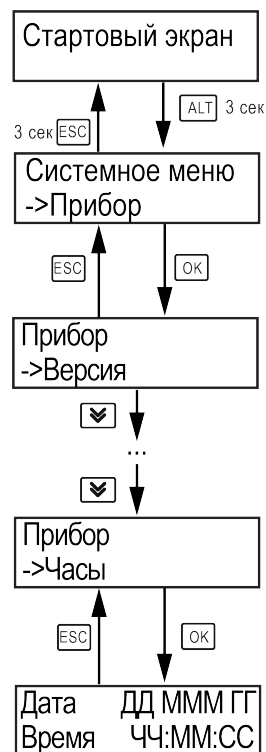 Стартовый экран
ALT 3 сек
3 сек ESC
Системное меню
->Прибор
ESC OK
Прибор
->Версия
...
Прибор
->Часы
ESC OK
Дата ДД МММ ГГ
Время ЧЧ:ММ:СС